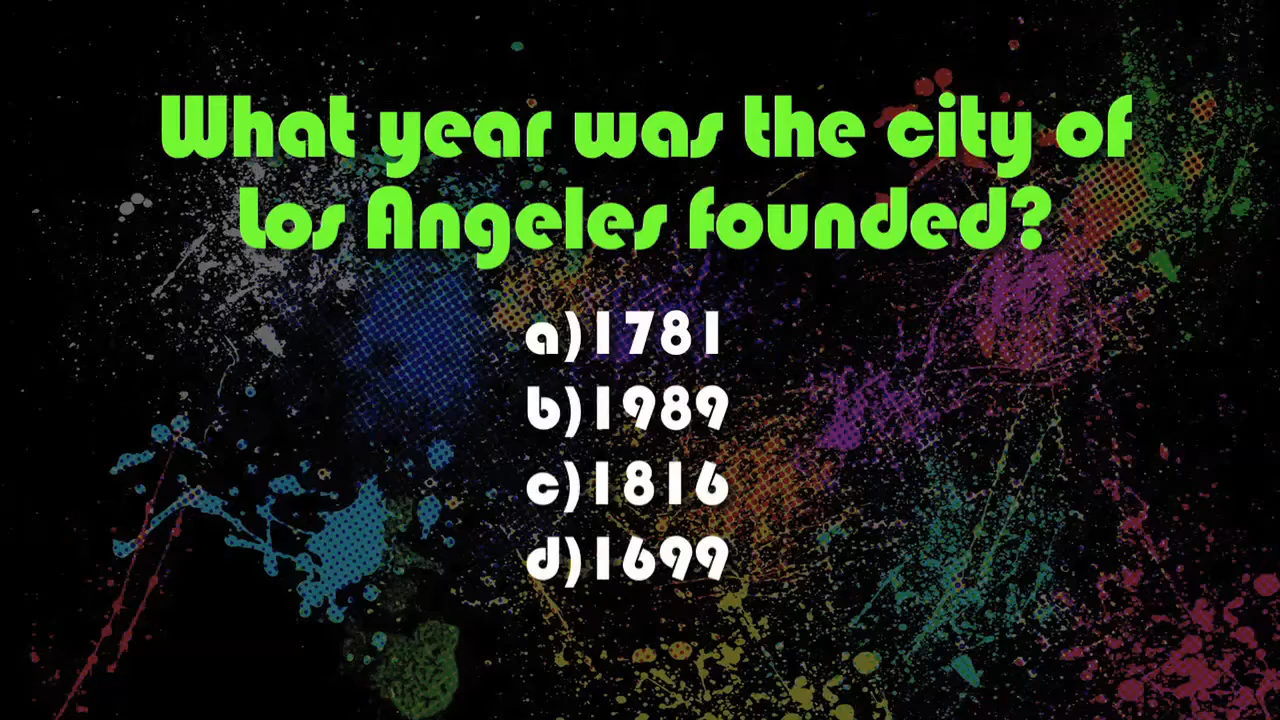 What year was the city of
Los Angeles founded?
a)1781
b)1989
c)1816
d)1699